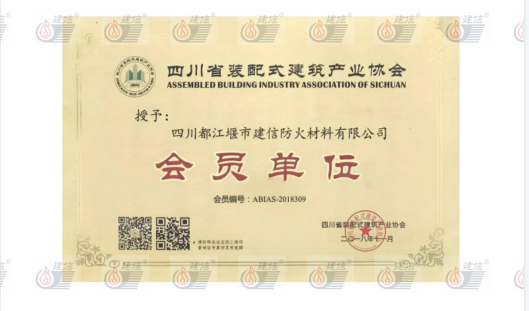 四川省装配式建筑产业协会
ASSEMBLED BUILDING INDUSTRY ASSOCIATION OF SICHUAN
授予：
四川都江堰市建信防火材料有限公司
会员单位
会员编号：ABIAS-2018309
四川省装配式建筑产业协会
二〇一八年十一月
建信